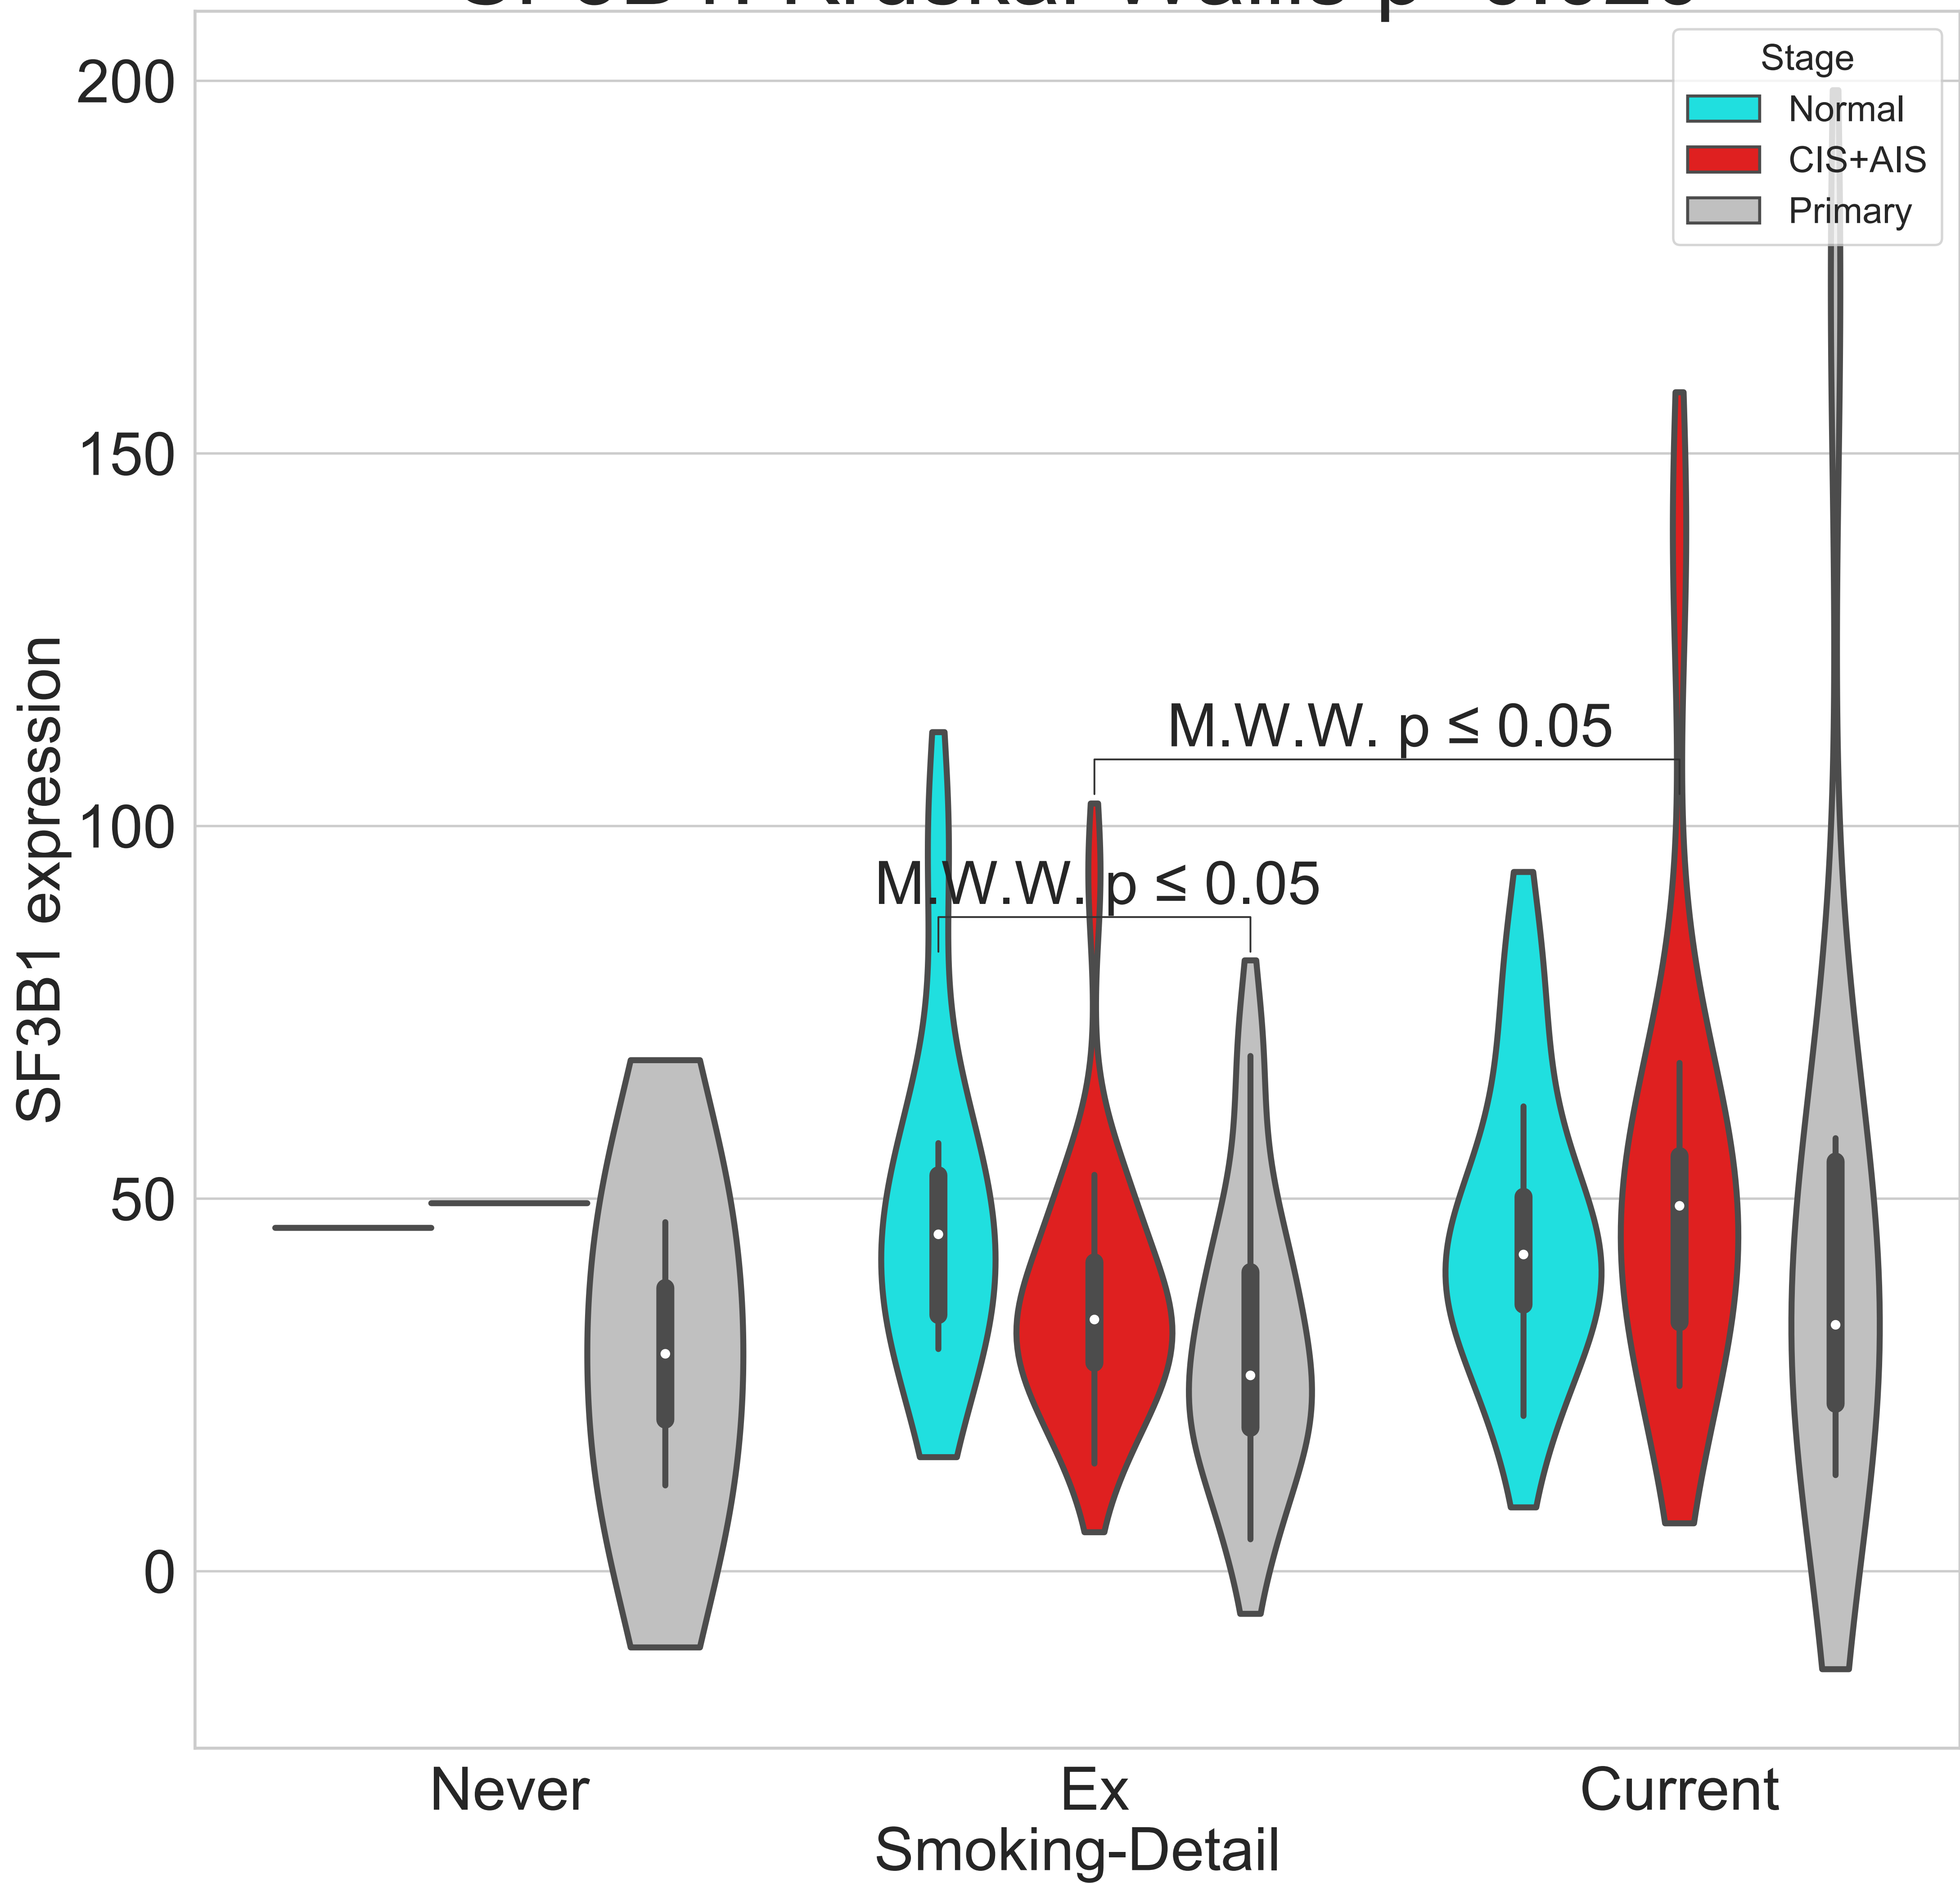 Stage
Normal
CIS+AIS
Primary
200
150
100
50
0
SF3B1 expression
M.W.W. p ≤ 0.05
M.W.W. p ≤ 0.05
Never
Ex
Current
Smoking-Detail